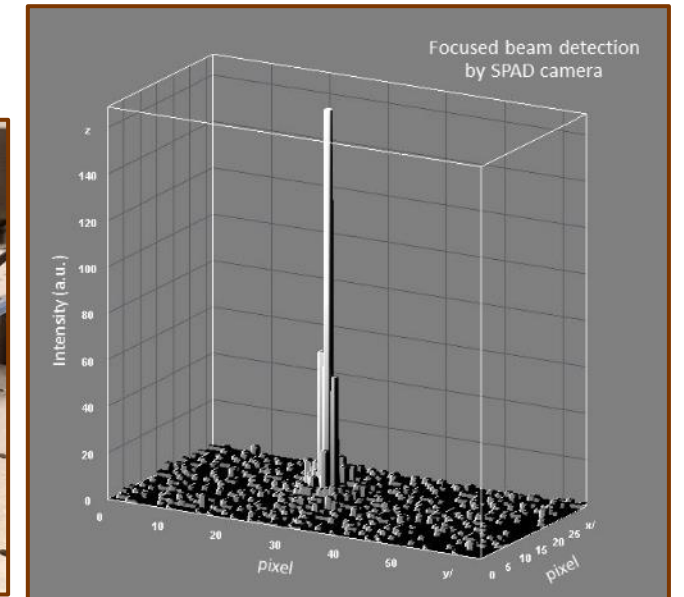 Focused beam detection
by SPAD camera
z
140
120
100
80
60
40
20
0
Intensity (a.u.)
0
10
20
30
40
50
y/
pixel
0
5
10
15
20
25
x/
pixel